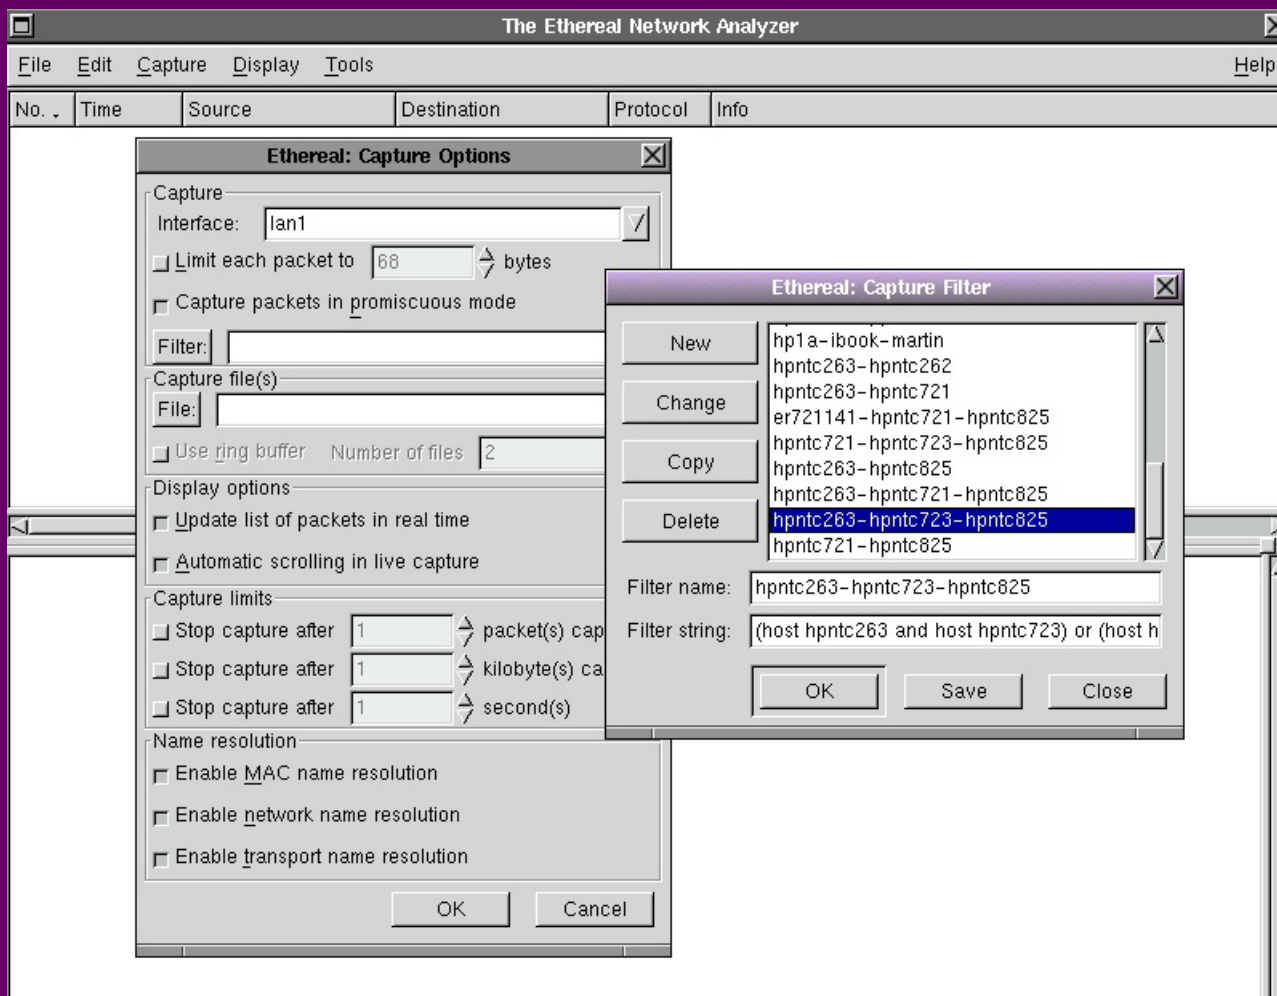 The Ethereal Network Analyzer
File Edit Capture Display Tools Help
No. Time Source Destination Protocol Info
Ethereal: Capture Options
Capture
Interface: lan1
Limit each packet to 68 bytes
Capture packets in promiscuous mode
Filter:
Capture file(s)
File:
Use ring buffer Number of files 2
Display options
Update list of packets in real time
Automatic scrolling in live capture
Capture limits
Stop capture after 1 packet(s) cap
Stop capture after 1 kilobyte(s) ca
Stop capture after 1 second(s)
Name resolution
Enable MAC name resolution
Enable network name resolution
Enable transport name resolution
OK Cancel
Ethereal: Capture Filter
New
Change
Copy
Delete
hp1a-ibook-martin
hpntc263-hpntc262
hpntc263-hpntc721
er721141-hpntc721-hpntc825
hpntc721-hpntc723-hpntc825
hpntc263-hpntc825
hpntc263-hpntc721-hpntc825
hpntc263-hpntc723-hpntc825
hpntc721-hpntc825
Filter name: hpntc263-hpntc723-hpntc825
Filter string: (host hpntc263 and host hpntc723) or (host h
OK Save Close